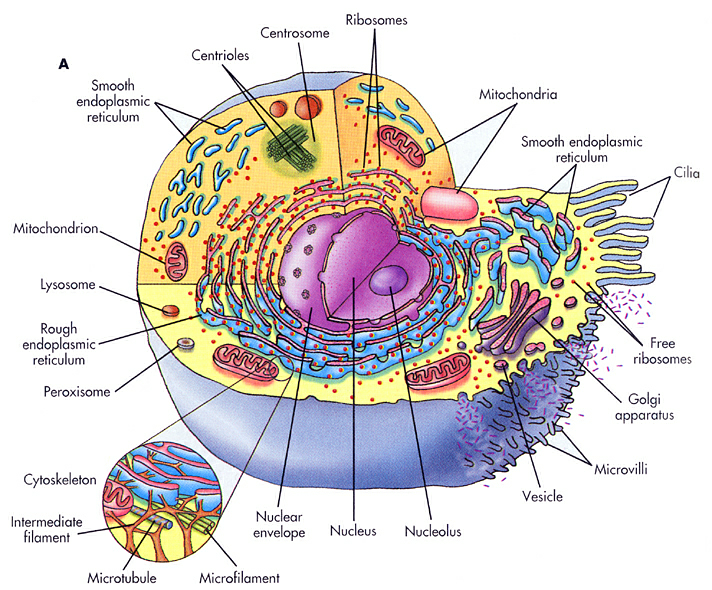 A
Ribosomes
Centrosome
Centrioles
Smooth
endoplasmic
reticulum
Mitochondria
Smooth endoplasmic
reticulum
Cilia
Mitochondrion
Lysosome
Rough
endoplasmic
reticulum
Peroxisome
Free
ribosomes
Golgi
apparatus
Microvilli
Vesicle
Cytoskeleton
Intermediate
filament
Microtubule
Microfilament
Nuclear
envelope
Nucleus
Nucleolus